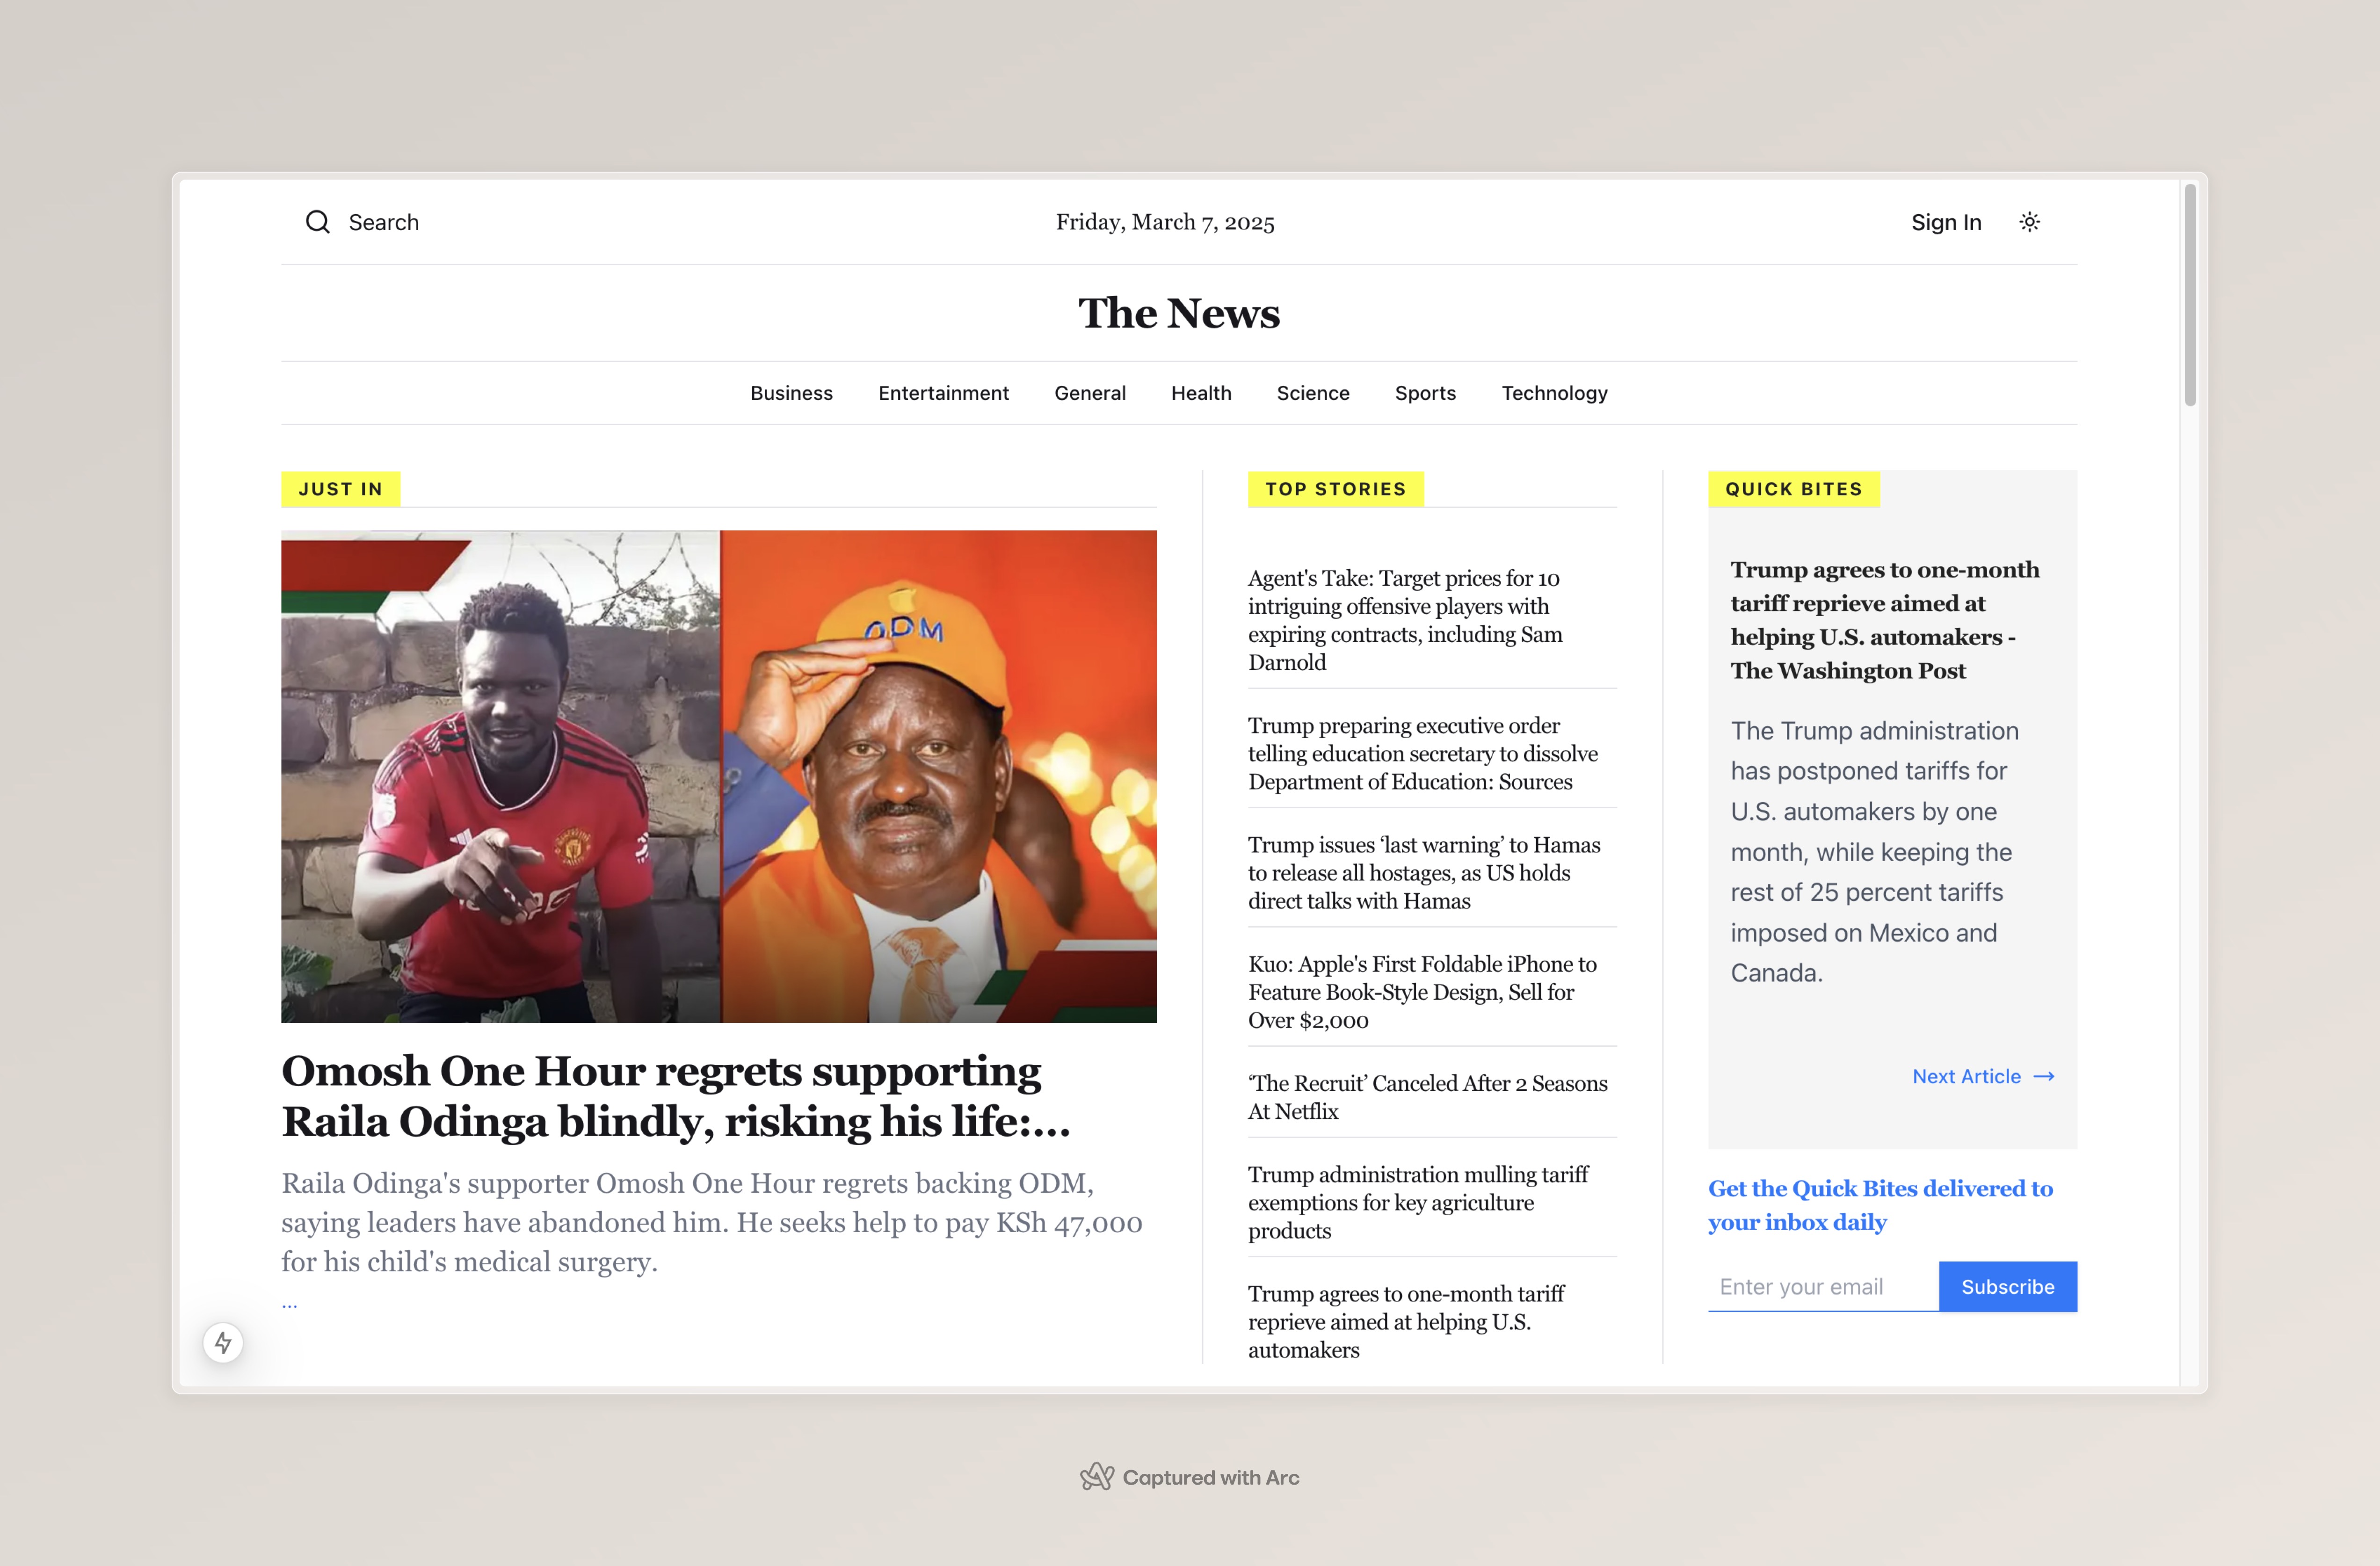 Search
Friday, March 7, 2025
Sign In
The News
Business Entertainment General Health Science Sports Technology
JUST IN
ODM
Omosh One Hour regrets supporting
Raila Odinga blindly, risking his life:...
Raila Odinga's supporter Omosh One Hour regrets backing ODM,
saying leaders have abandoned him. He seeks help to pay KSh 47,000
for his child's medical surgery.
...
TOP STORIES
Agent's Take: Target prices for 10
intriguing offensive players with
expiring contracts, including Sam
Darnold
Trump preparing executive order
telling education secretary to dissolve
Department of Education: Sources
Trump issues ‘last warning’ to Hamas
to release all hostages, as US holds
direct talks with Hamas
Kuo: Apple's First Foldable iPhone to
Feature Book-Style Design, Sell for
Over $2,000
‘The Recruit’ Canceled After 2 Seasons
At Netflix
Trump administration mulling tariff
exemptions for key agriculture
products
Trump agrees to one-month tariff
reprieve aimed at helping U.S.
automakers
QUICK BITES
Trump agrees to one-month
tariff reprieve aimed at
helping U.S. automakers -
The Washington Post
The Trump administration
has postponed tariffs for
U.S. automakers by one
month, while keeping the
rest of 25 percent tariffs
imposed on Mexico and
Canada.
Next Article →
Get the Quick Bites delivered to
your inbox daily
Enter your email
Subscribe
Captured with Arc